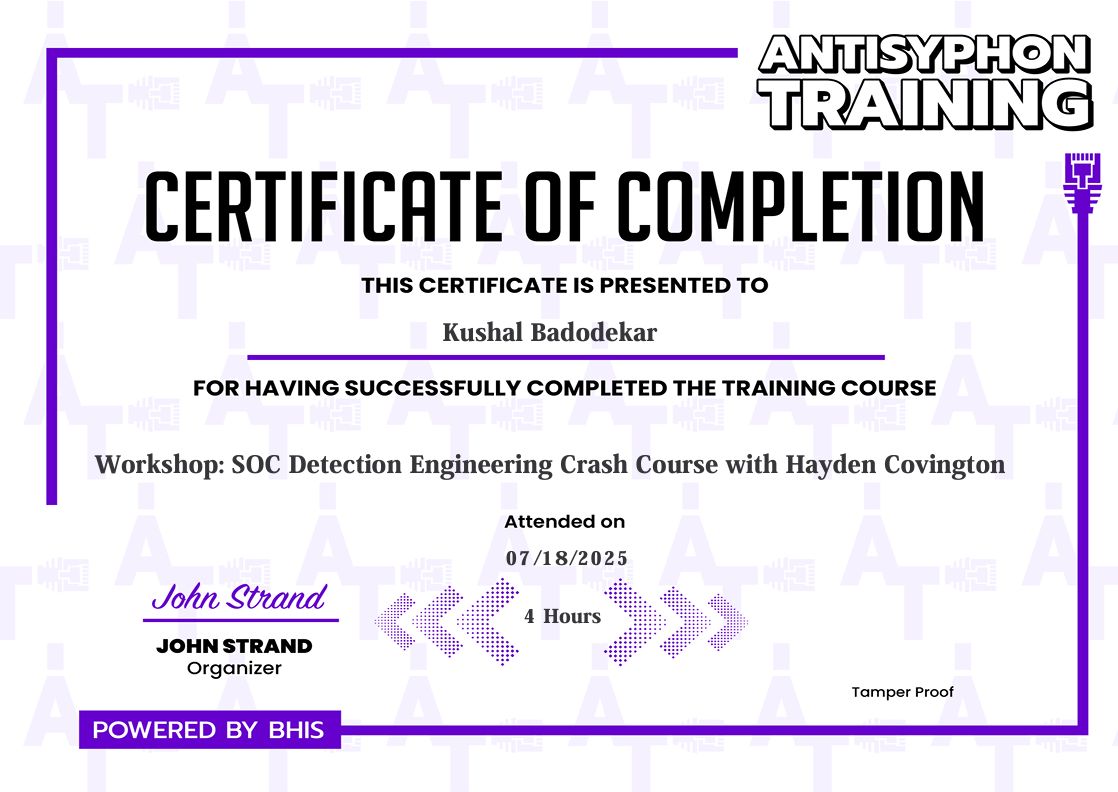 ANTISYPHON
TRAINING
CERTIFICATE OF COMPLETION
THIS CERTIFICATE IS PRESENTED TO
Kushal Badodekar
FOR HAVING SUCCESSFULLY COMPLETED THE TRAINING COURSE
Workshop: SOC Detection Engineering Crash Course with Hayden Covington
Attended on
07/18/2025
4 Hours
John Strand
JOHN STRAND
Organizer
Tamper Proof
POWERED BY BHIS